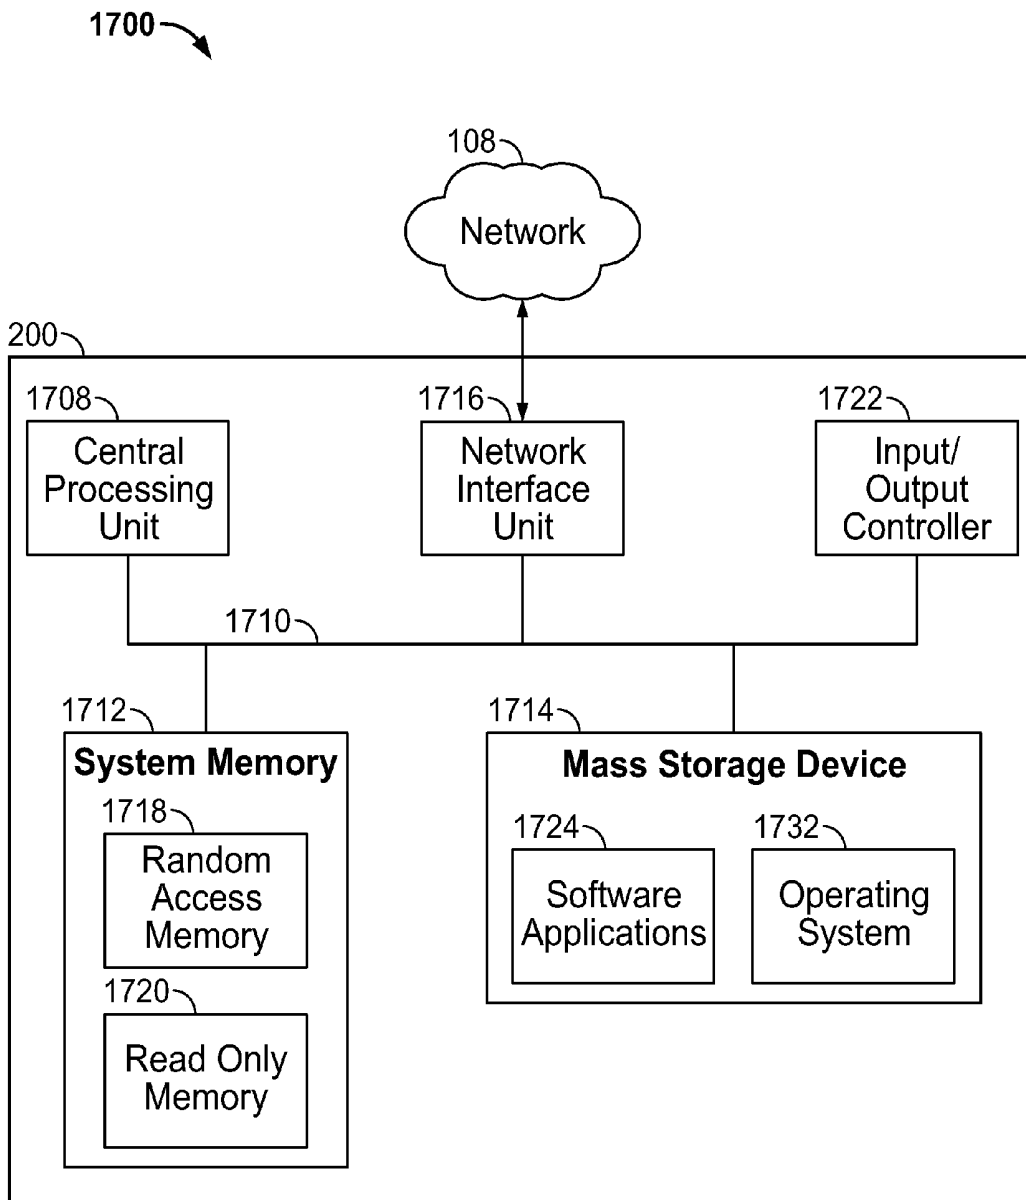 1700
108
Network
200
1708
Central
Processing
Unit
1716
Network
Interface
Unit
1722
Input/
Output
Controller
1710
1712
System Memory
1718
Random
Access
Memory
1720
Read Only
Memory
1714
Mass Storage Device
1724
Software
Applications
1732
Operating
System